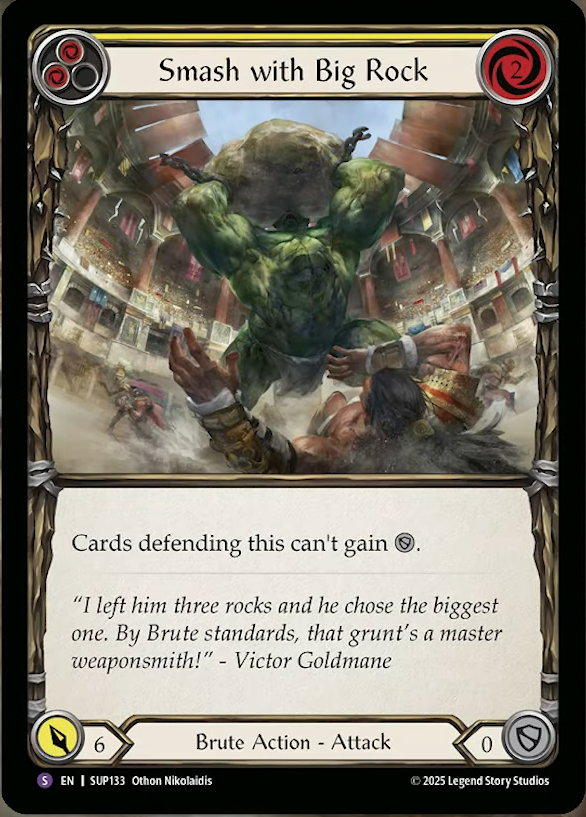 Smash with Big Rock
2
Cards defending this can't gain .
“I left him three rocks and he chose the biggest
one. By Brute standards, that grunt’s a master
weaponsmith!” - Victor Goldmane
6
Brute Action - Attack
0
S EN | SUP133 Othon Nikolaidis
© 2025 Legend Story Studios